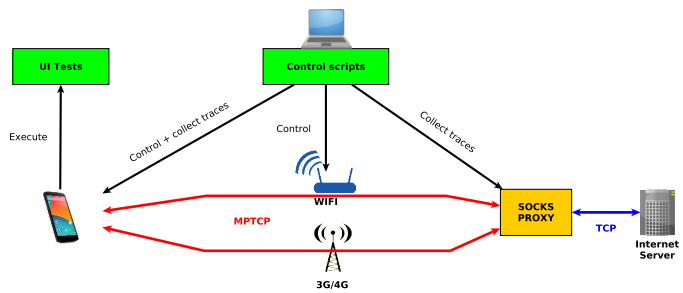 UI Tests
Control scripts
Execute
Control + collect traces
Control
Collect traces
WIFI
MPTCP
SOCKS
PROXY
TCP
Internet
Server
3G/4G